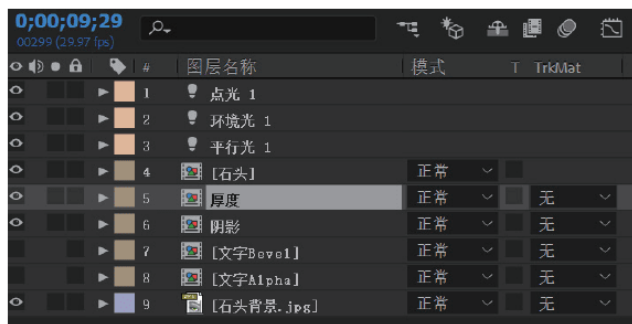 0;00;09;29
00299 (29.97 fps)
# 图层名称 模式 T TrkMat
1 点光 1
2 环境光 1
3 平行光 1
4 [石头] 正常
5 厚度 正常 无
6 阴影 正常 无
7 [文字Bevel] 正常 无
8 [文字Alpha] 正常 无
9 [石头背景.jpg] 正常 无